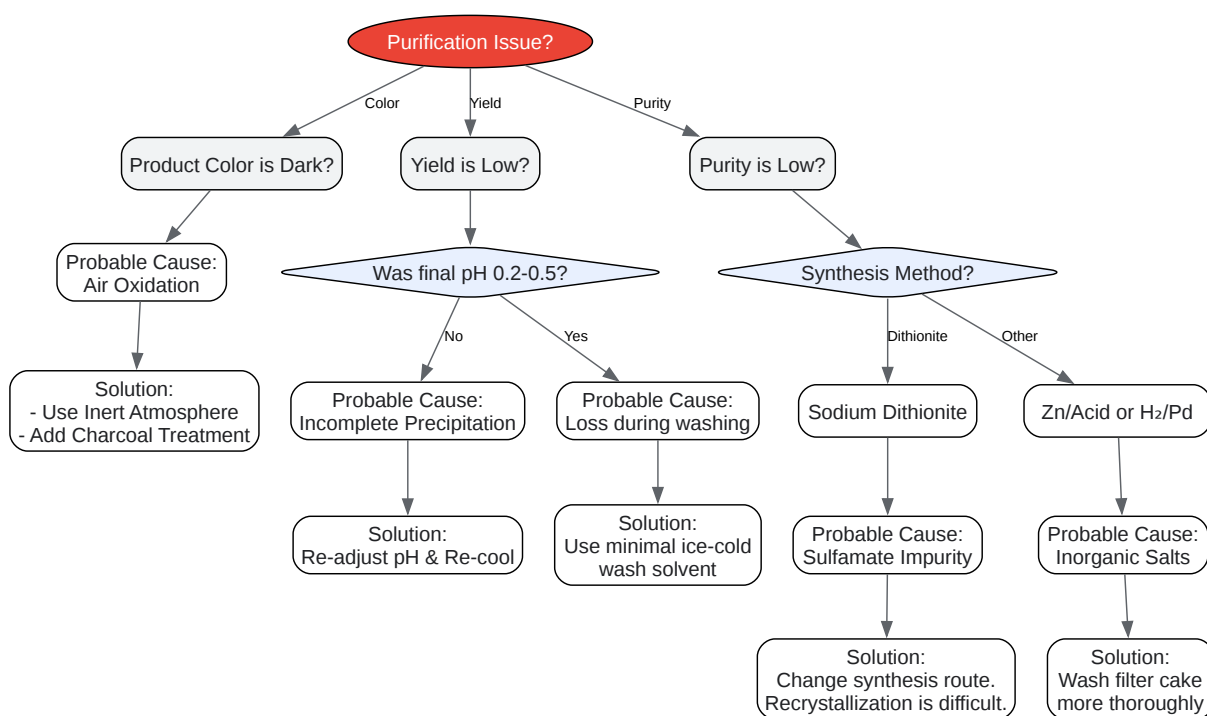 Purification Issue?
Color
Yield
Purity
Product Color is Dark?
Yield is Low?
Purity is Low?
Probable Cause:
Air Oxidation
Was final pH 0.2-0.5?
Synthesis Method?
No
Yes
Dithionite
Other
Solution:
- Use Inert Atmosphere
- Add Charcoal Treatment
Probable Cause:
Incomplete Precipitation
Probable Cause:
Loss during washing
Sodium Dithionite
Zn/Acid or H₂/Pd
Solution:
Re-adjust pH & Re-cool
Solution:
Use minimal ice-cold
wash solvent
Probable Cause:
Sulfamate Impurity
Probable Cause:
Inorganic Salts
Solution:
Change synthesis route.
Recrystallization is difficult.
Solution:
Wash filter cake
more thoroughly